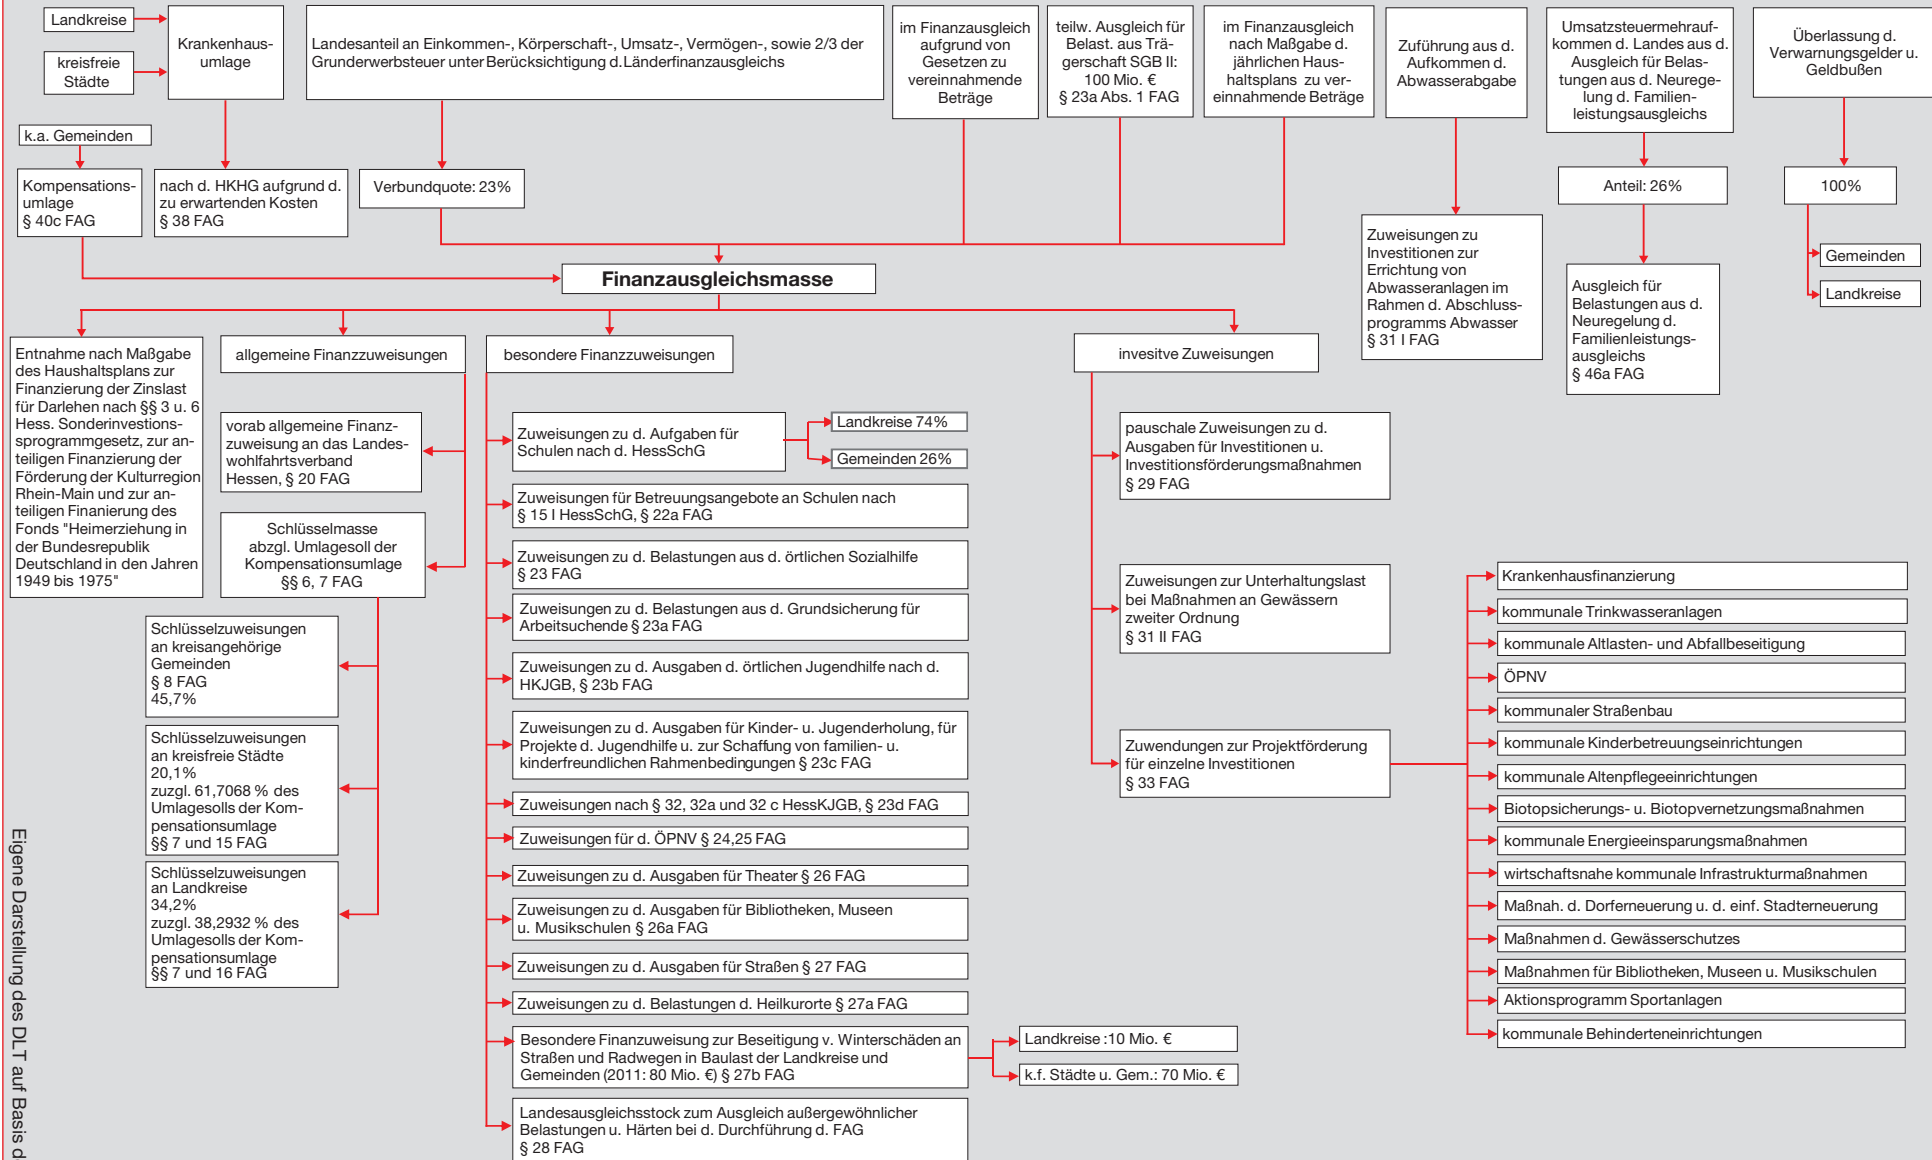 Landkreise
kreisfreie
Städte
Krankenhaus-
umlage
Landesanteil an Einkommen-, Körperschaft-, Umsatz-, Vermögen-, sowie 2/3 der
Grunderwerbsteuer unter Berücksichtigung d.Länderfinanzausgleichs
im Finanzausgleich
aufgrund von
Gesetzen zu
vereinnahmende
Beträge
teilw. Ausgleich für
Belast. aus Trä-
gerschaft SGB II:
100 Mio. €
§ 23a Abs. 1 FAG
im Finanzausgleich
nach Maßgabe d.
jährlichen Haus-
haltsplans zu ver-
einnahmende Beträge
Zuführung aus d.
Aufkommen d.
Abwasserabgabe
Umsatzsteuermehrauf-
kommen d. Landes aus d.
Ausgleich für Belas-
tungen aus d. Neurege-
lung d. Familien-
leistungsausgleichs
Überlassung d.
Verwarnungsgelder u.
Geldbußen
k.a. Gemeinden
Kompensations-
umlage
§ 40c FAG
nach d. HKHG aufgrund d.
zu erwartenden Kosten
§ 38 FAG
Verbundquote: 23%
Anteil: 26%
100%
Zuweisungen zu
Investitionen zur
Errichtung von
Abwasseranlagen im
Rahmen d. Abschluss-
programms Abwasser
§ 31 I FAG
Ausgleich für
Belastungen aus d.
Neuregelung d.
Familienleistungs-
ausgleichs
§ 46a FAG
Gemeinden
Landkreise
Finanzausgleichsmasse
Entnahme nach Maßgabe
des Haushaltsplans zur
Finanzierung der Zinslast
für Darlehen nach §§ 3 u. 6
Hess. Sonderinvestions-
sprogrammgesetz, zur an-
teiligen Finanzierung der
Förderung der Kulturregion
Rhein-Main und zur an-
teiligen Finanierung des
Fonds "Heimerziehung in
der Bundesrepublik
Deutschland in den Jahren
1949 bis 1975"
allgemeine Finanzzuweisungen
vorab allgemeine Finanz-
zuweisung an das Landes-
wohlfahrtsverband
Hessen, § 20 FAG
Schlüsselmasse
abzgl. Umlagesoll der
Kompensationsumlage
§§ 6, 7 FAG
Schlüsselzuweisungen
an kreisangehörige
Gemeinden
§ 8 FAG
45,7%
Schlüsselzuweisungen
an kreisfreie Städte
20,1%
zuzgl. 61,7068 % des
Umlagesolls der Kom-
pensationsumlage
§§ 7 und 15 FAG
Schlüsselzuweisungen
an Landkreise
34,2%
zuzgl. 38,2932 % des
Umlagesolls der Kom-
pensationsumlage
§§ 7 und 16 FAG
besondere Finanzzuweisungen
Zuweisungen zu d. Aufgaben für
Schulen nach d. HessSchG
Landkreise 74%
Gemeinden 26%
Zuweisungen für Betreuungsangebote an Schulen nach
§ 15 I HessSchG, § 22a FAG
Zuweisungen zu d. Belastungen aus d. örtlichen Sozialhilfe
§ 23 FAG
Zuweisungen zu d. Belastungen aus d. Grundsicherung für
Arbeitsuchende § 23a FAG
Zuweisungen zu d. Ausgaben d. örtlichen Jugendhilfe nach d.
HKJGB, § 23b FAG
Zuweisungen zu d. Ausgaben für Kinder- u. Jugenderholung, für
Projekte d. Jugendhilfe u. zur Schaffung von familien- u.
kinderfreundlichen Rahmenbedingungen § 23c FAG
Zuweisungen nach § 32, 32a und 32 c HessKJGB, § 23d FAG
Zuweisungen für d. ÖPNV § 24,25 FAG
Zuweisungen zu d. Ausgaben für Theater § 26 FAG
Zuweisungen zu d. Ausgaben für Bibliotheken, Museen
u. Musikschulen § 26a FAG
Zuweisungen zu d. Ausgaben für Straßen § 27 FAG
Zuweisungen zu d. Belastungen d. Heilkurorte § 27a FAG
Besondere Finanzuweisung zur Beseitigung v. Winterschäden an
Straßen und Radwegen in Baulast der Landkreise und
Gemeinden (2011: 80 Mio. €) § 27b FAG
Landkreise :10 Mio. €
k.f. Städte u. Gem.: 70 Mio. €
Landesausgleichsstock zum Ausgleich außergewöhnlicher
Belastungen u. Härten bei d. Durchführung d. FAG
§ 28 FAG
invesitve Zuweisungen
pauschale Zuweisungen zu d.
Ausgaben für Investitionen u.
Investitionsförderungsmaßnahmen
§ 29 FAG
Zuweisungen zur Unterhaltungslast
bei Maßnahmen an Gewässern
zweiter Ordnung
§ 31 II FAG
Zuwendungen zur Projektförderung
für einzelne Investitionen
§ 33 FAG
Krankenhausfinanzierung
kommunale Trinkwasseranlagen
kommunale Altlasten- und Abfallbeseitigung
ÖPNV
kommunaler Straßenbau
kommunale Kinderbetreuungseinrichtungen
kommunale Altenpflegeeinrichtungen
Biotopsicherungs- u. Biotopvernetzungsmaßnahmen
kommunale Energieeinsparungsmaßnahmen
wirtschaftsnahe kommunale Infrastrukturmaßnahmen
Maßnah. d. Dorferneuerung u. d. einf. Stadterneuerung
Maßnahmen d. Gewässerschutzes
Maßnahmen für Bibliotheken, Museen u. Musikschulen
Aktionsprogramm Sportanlagen
kommunale Behinderteneinrichtungen
Eigene Darstellung des DLT auf Basis